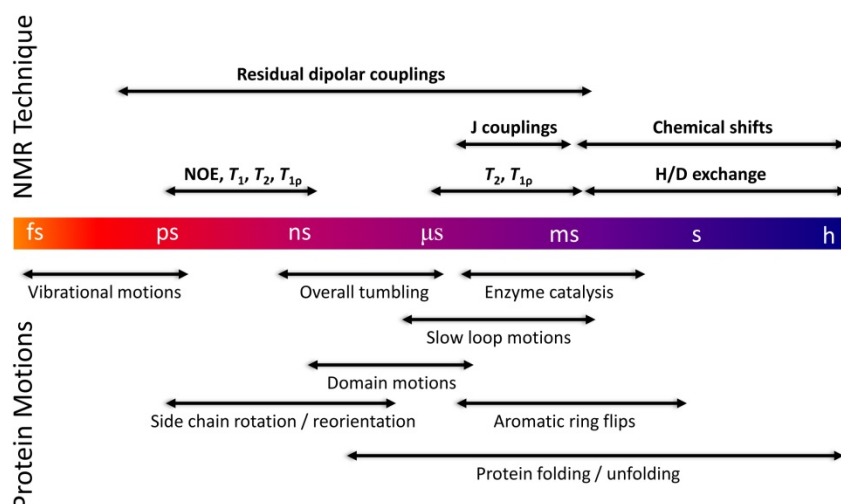 NMR Technique
Residual dipolar couplings
J couplings
Chemical shifts
NOE, T1, T2, T1ρ
T2, T1ρ
H/D exchange
fs ps ns μs ms s h
Vibrational motions
Overall tumbling
Enzyme catalysis
Slow loop motions
Domain motions
Side chain rotation / reorientation
Aromatic ring flips
Protein folding / unfolding
Protein Motions